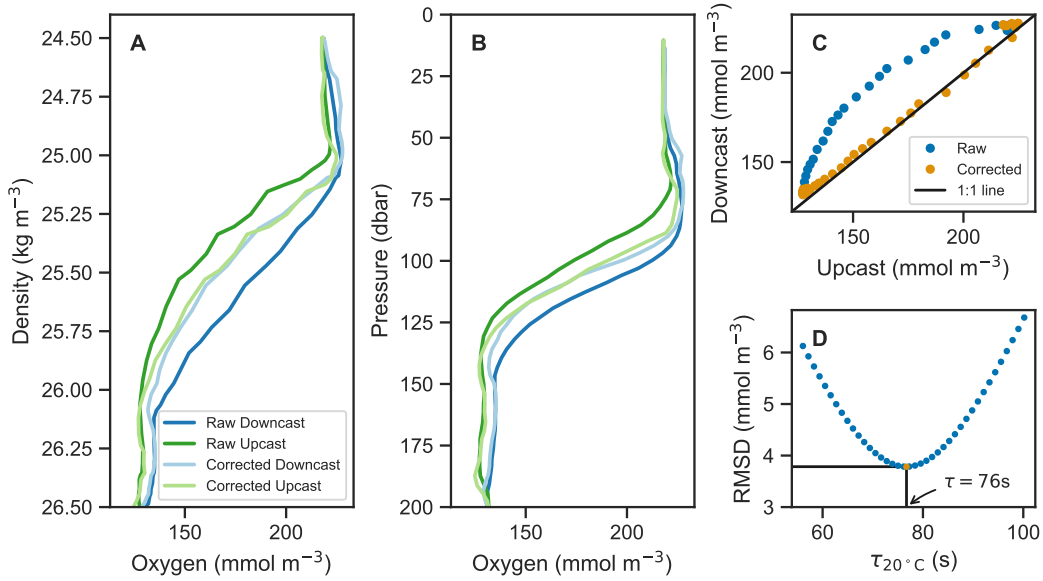 A
24.50
24.75
25.00
25.25
25.50
25.75
26.00
26.25
26.50
Density (kg m⁻³)
150
200
Oxygen (mmol m⁻³)
Raw Downcast
Raw Upcast
Corrected Downcast
Corrected Upcast
B
0
25
50
75
100
125
150
175
200
Pressure (dbar)
150
200
Oxygen (mmol m⁻³)
C
200
150
Downcast (mmol m⁻³)
Raw
Corrected
1:1 line
150
200
Upcast (mmol m⁻³)
D
6
5
4
3
RMSD (mmol m⁻³)
τ = 76s
60
80
100
τ₂₀°C (s)